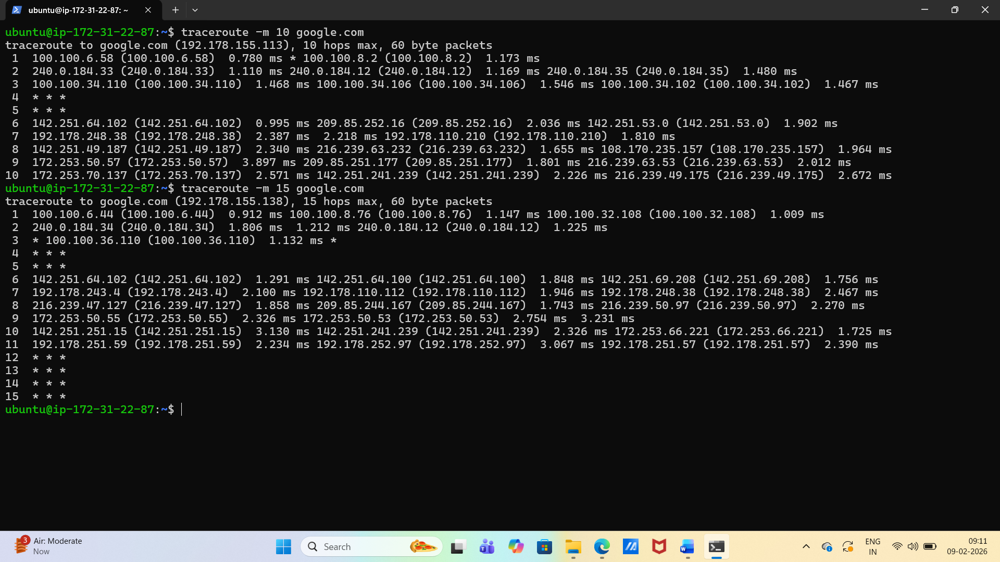 ubuntu@ip-172-31-22-87: ~
ubuntu@ip-172-31-22-87:~$ traceroute -m 10 google.com
traceroute to google.com (192.178.155.113), 10 hops max, 60 byte packets
 1  100.100.6.58 (100.100.6.58)  0.780 ms * 100.100.8.2 (100.100.8.2)  1.173 ms
 2  240.0.184.33 (240.0.184.33)  1.110 ms 240.0.184.12 (240.0.184.12)  1.169 ms 240.0.184.35 (240.0.184.35)  1.480 ms
 3  100.100.34.110 (100.100.34.110)  1.468 ms 100.100.34.106 (100.100.34.106)  1.546 ms 100.100.34.102 (100.100.34.102)  1.467 ms
 4  * * *
 5  * * *
 6  142.251.64.102 (142.251.64.102)  0.995 ms 209.85.252.16 (209.85.252.16)  2.036 ms 142.251.53.0 (142.251.53.0)  1.902 ms
 7  192.178.248.38 (192.178.248.38)  2.387 ms  2.218 ms 192.178.110.210 (192.178.110.210)  1.810 ms
 8  142.251.49.187 (142.251.49.187)  2.340 ms 216.239.63.232 (216.239.63.232)  1.655 ms 108.170.235.157 (108.170.235.157)  1.964 ms
 9  172.253.50.57 (172.253.50.57)  3.897 ms 209.85.251.177 (209.85.251.177)  1.801 ms 216.239.63.53 (216.239.63.53)  2.012 ms
10  172.253.70.137 (172.253.70.137)  2.571 ms 142.251.241.239 (142.251.241.239)  2.226 ms 216.239.49.175 (216.239.49.175)  2.672 ms
ubuntu@ip-172-31-22-87:~$ traceroute -m 15 google.com
traceroute to google.com (192.178.155.138), 15 hops max, 60 byte packets
 1  100.100.6.44 (100.100.6.44)  0.912 ms 100.100.8.76 (100.100.8.76)  1.147 ms 100.100.32.108 (100.100.32.108)  1.009 ms
 2  240.0.184.34 (240.0.184.34)  1.806 ms  1.212 ms 240.0.184.12 (240.0.184.12)  1.225 ms
 3  * 100.100.36.110 (100.100.36.110)  1.132 ms *
 4  * * *
 5  * * *
 6  142.251.64.102 (142.251.64.102)  1.291 ms 142.251.64.100 (142.251.64.100)  1.848 ms 142.251.69.208 (142.251.69.208)  1.756 ms
 7  192.178.243.4 (192.178.243.4)  2.100 ms 192.178.110.112 (192.178.110.112)  1.946 ms 192.178.248.38 (192.178.248.38)  2.467 ms
 8  216.239.47.127 (216.239.47.127)  1.858 ms 209.85.244.167 (209.85.244.167)  1.743 ms 216.239.50.97 (216.239.50.97)  2.270 ms
 9  172.253.50.55 (172.253.50.55)  2.326 ms 172.253.50.53 (172.253.50.53)  2.754 ms  3.231 ms
10  142.251.251.15 (142.251.251.15)  3.130 ms 142.251.241.239 (142.251.241.239)  2.326 ms 172.253.66.221 (172.253.66.221)  1.725 ms
11  192.178.251.59 (192.178.251.59)  2.234 ms 192.178.252.97 (192.178.252.97)  3.067 ms 192.178.251.57 (192.178.251.57)  2.390 ms
12  * * *
13  * * *
14  * * *
15  * * *
ubuntu@ip-172-31-22-87:~$
3
Air: Moderate
Now
Search
ENG
IN
09:11
09-02-2026